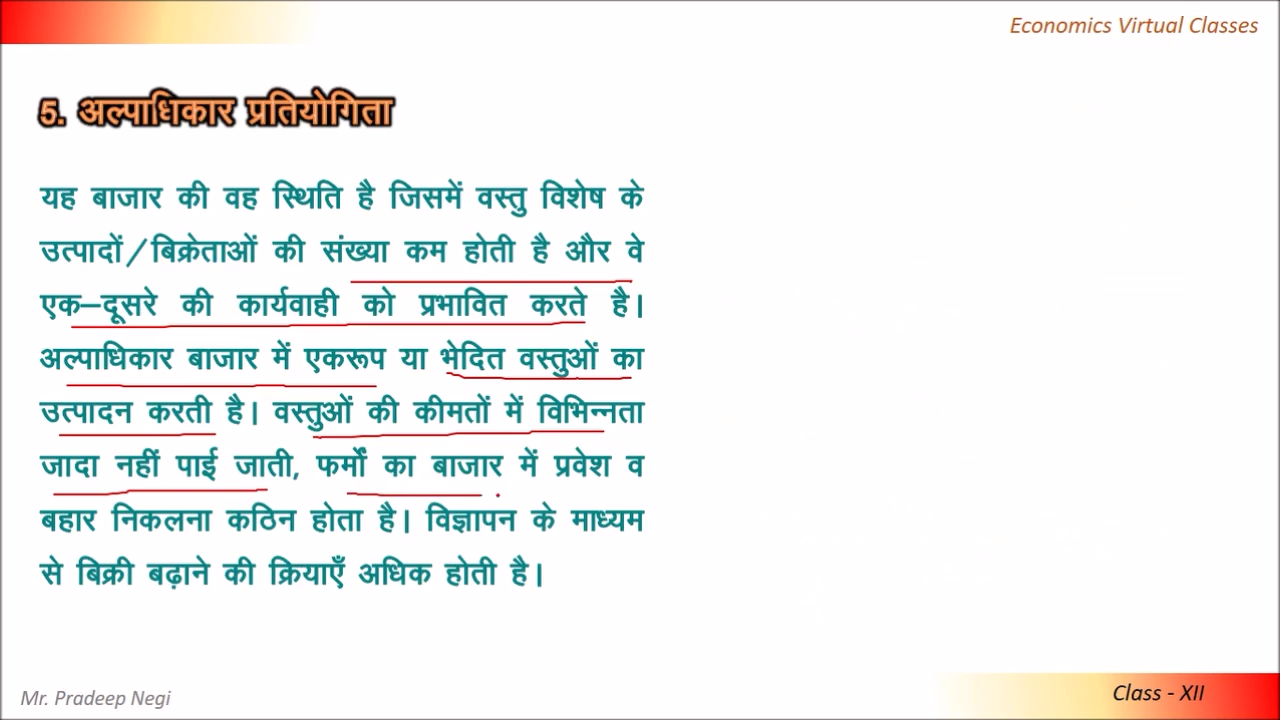 Economics Virtual Classes
5. अल्पाधिकार प्रतियोगिता
यह बाजार की वह स्थिति है जिसमें वस्तु विशेष के
उत्पादों/बिक्रेताओं की संख्या कम होती है और वे
एक–दूसरे की कार्यवाही को प्रभावित करते है।
अल्पाधिकार बाजार में एकरूप या भेदित वस्तुओं का
उत्पादन करती है। वस्तुओं की कीमतों में विभिन्नता
जादा नहीं पाई जाती, फर्मों का बाजार में प्रवेश व
बहार निकलना कठिन होता है। विज्ञापन के माध्यम
से बिक्री बढ़ाने की क्रियाएँ अधिक होती है।
Mr. Pradeep Negi
Class - XII